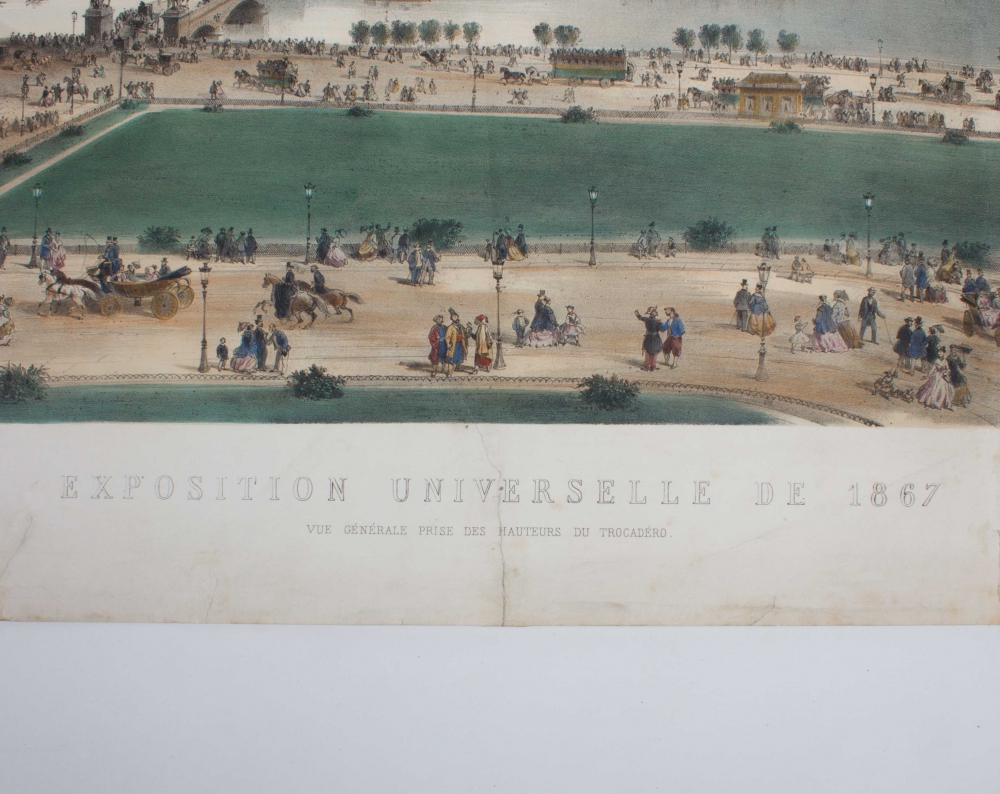 EXPOSITION UNIVERSELLE DE 1867
VUE GÉNÉRALE PRISE DES HAUTEURS DU TROCADÉRO.